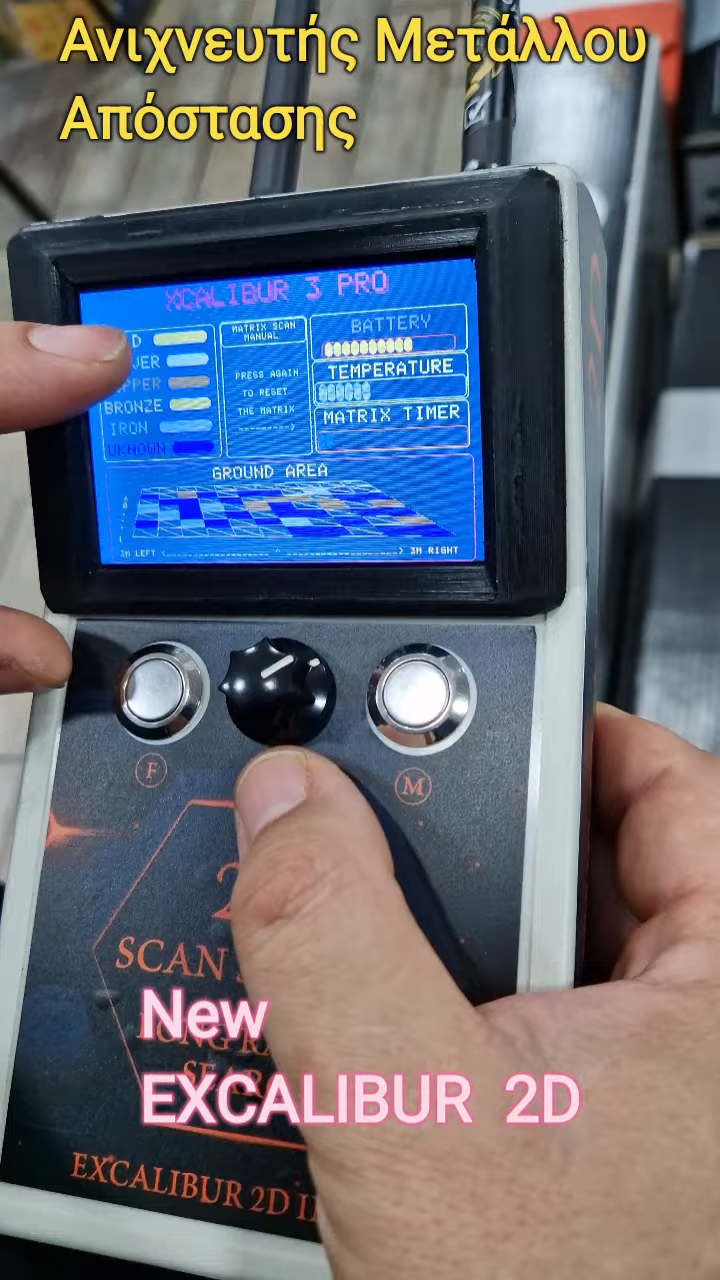 Ανιχνευτής Μετάλλου
Απόστασης
XCALIBUR 3 PRO
BRONZE
IRON
UKNOWN
MATRIX SCAN
MANUAL
PRESS AGAIN
TO RESET
THE MATRIX
BATTERY
TEMPERATURE
MATRIX TIMER
GROUND AREA
3M LEFT
3M RIGHT
F
M
SCAN
New
EXCALIBUR 2D
EXCALIBUR 2D